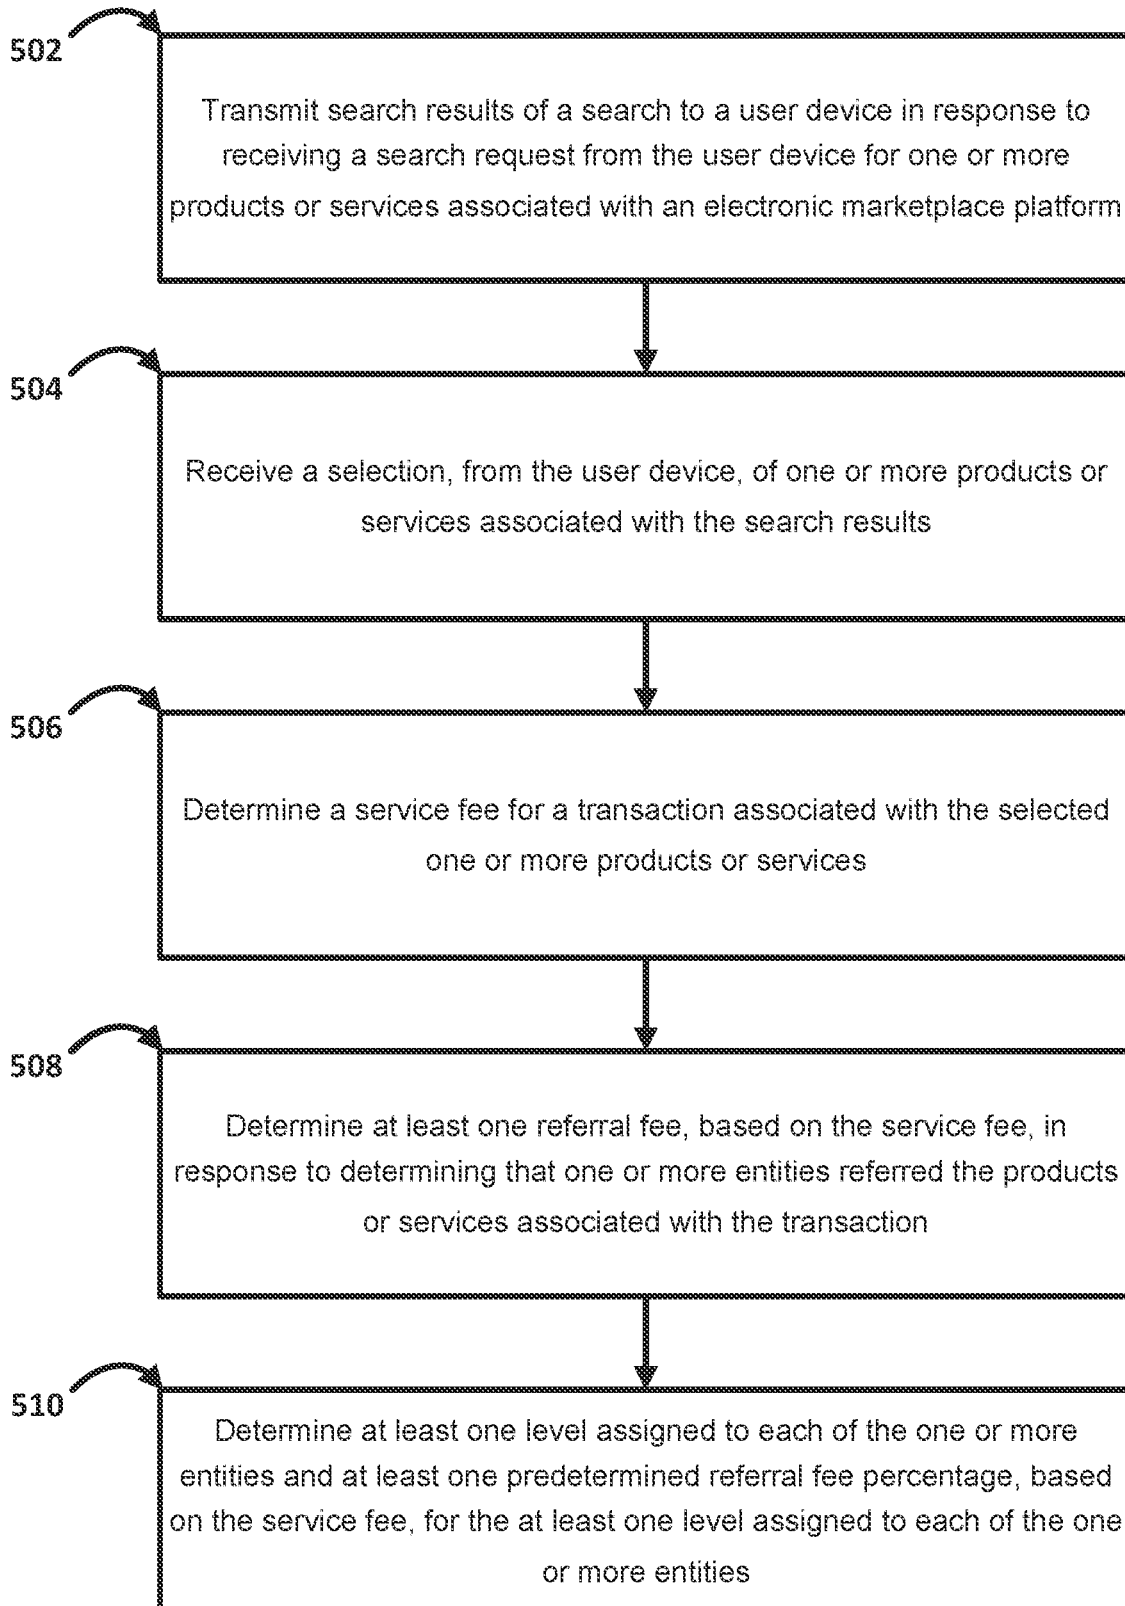 502
Transmit search results of a search to a user device in response to
receiving a search request from the user device for one or more
products or services associated with an electronic marketplace platform
504
Receive a selection, from the user device, of one or more products or
services associated with the search results
506
Determine a service fee for a transaction associated with the selected
one or more products or services
508
Determine at least one referral fee, based on the service fee, in
response to determining that one or more entities referred the products
or services associated with the transaction
510
Determine at least one level assigned to each of the one or more
entities and at least one predetermined referral fee percentage, based
on the service fee, for the at least one level assigned to each of the one
or more entities